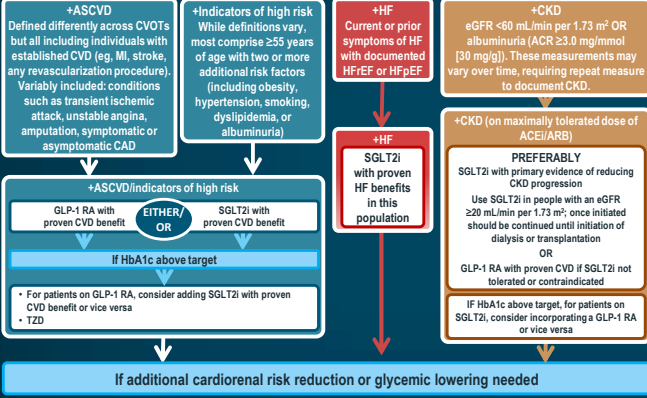 +ASCVD
Defined differently across CVOTs
but all including individuals with
established CVD (eg, MI, stroke,
any revascularization procedure).
Variably included: conditions
such as transient ischemic
attack, unstable angina,
amputation, symptomatic or
asymptomatic CAD
+Indicators of high risk
While definitions vary,
most comprise ≥55 years
of age with two or more
additional risk factors
(including obesity,
hypertension, smoking,
dyslipidemia, or
albuminuria)
+HF
Current or prior
symptoms of HF
with documented
HFrEF or HFpEF
+CKD
eGFR <60 mL/min per 1.73 m² OR
albuminuria (ACR ≥3.0 mg/mmol
[30 mg/g]). These measurements may
vary over time, requiring repeat measure
to document CKD.
+ASCVD/indicators of high risk
GLP-1 RA with
proven CVD benefit
EITHER/
OR
SGLT2i with
proven CVD benefit
If HbA1c above target
• For patients on GLP-1 RA, consider adding SGLT2i with proven
CVD benefit or vice versa
• TZD
+HF
SGLT2i
with proven
HF benefits
in this
population
+CKD (on maximally tolerated dose of
ACEi/ARB)
PREFERABLY
SGLT2i with primary evidence of reducing
CKD progression
Use SGLT2i in people with an eGFR
≥20 mL/min per 1.73 m²; once initiated
should be continued until initiation of
dialysis or transplantation
OR
GLP-1 RA with proven CVD if SGLT2i not
tolerated or contraindicated
IF HbA1c above target, for patients on
SGLT2i, consider incorporating a GLP-1 RA
or vice versa
If additional cardiorenal risk reduction or glycemic lowering needed